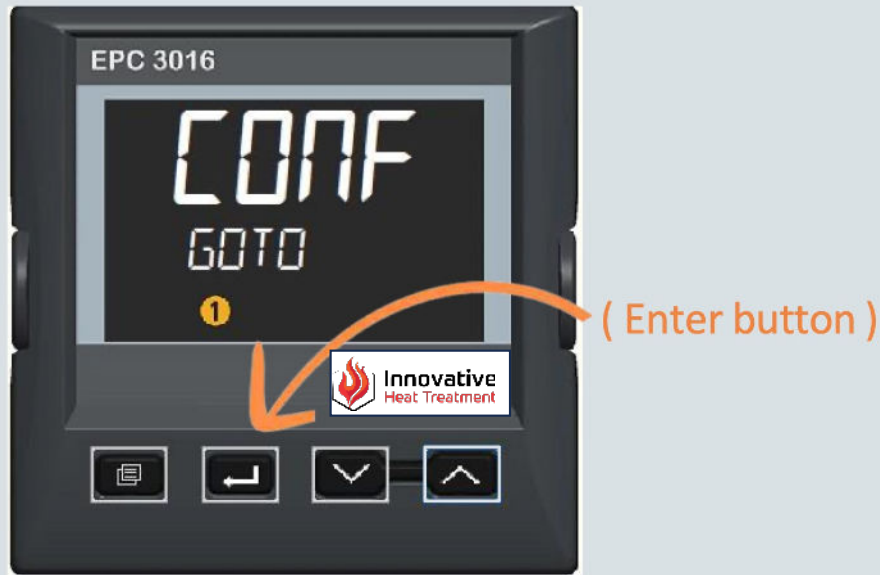 EPC 3016
CONF
GOTO
1
( Enter button )
Innovative
Heat Treatment